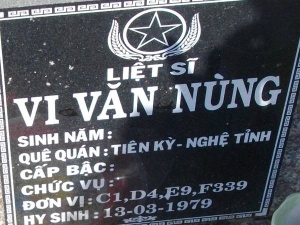 LIỆT SĨ
VI VĂN NÙNG
SINH NĂM :
QUÊ QUÁN : TIÊN KỲ - NGHỆ TĨNH
CẤP BẬC :
CHỨC VỤ :
ĐƠN VỊ : C1,D4,E9,F339
HY SINH : 13-03-1979